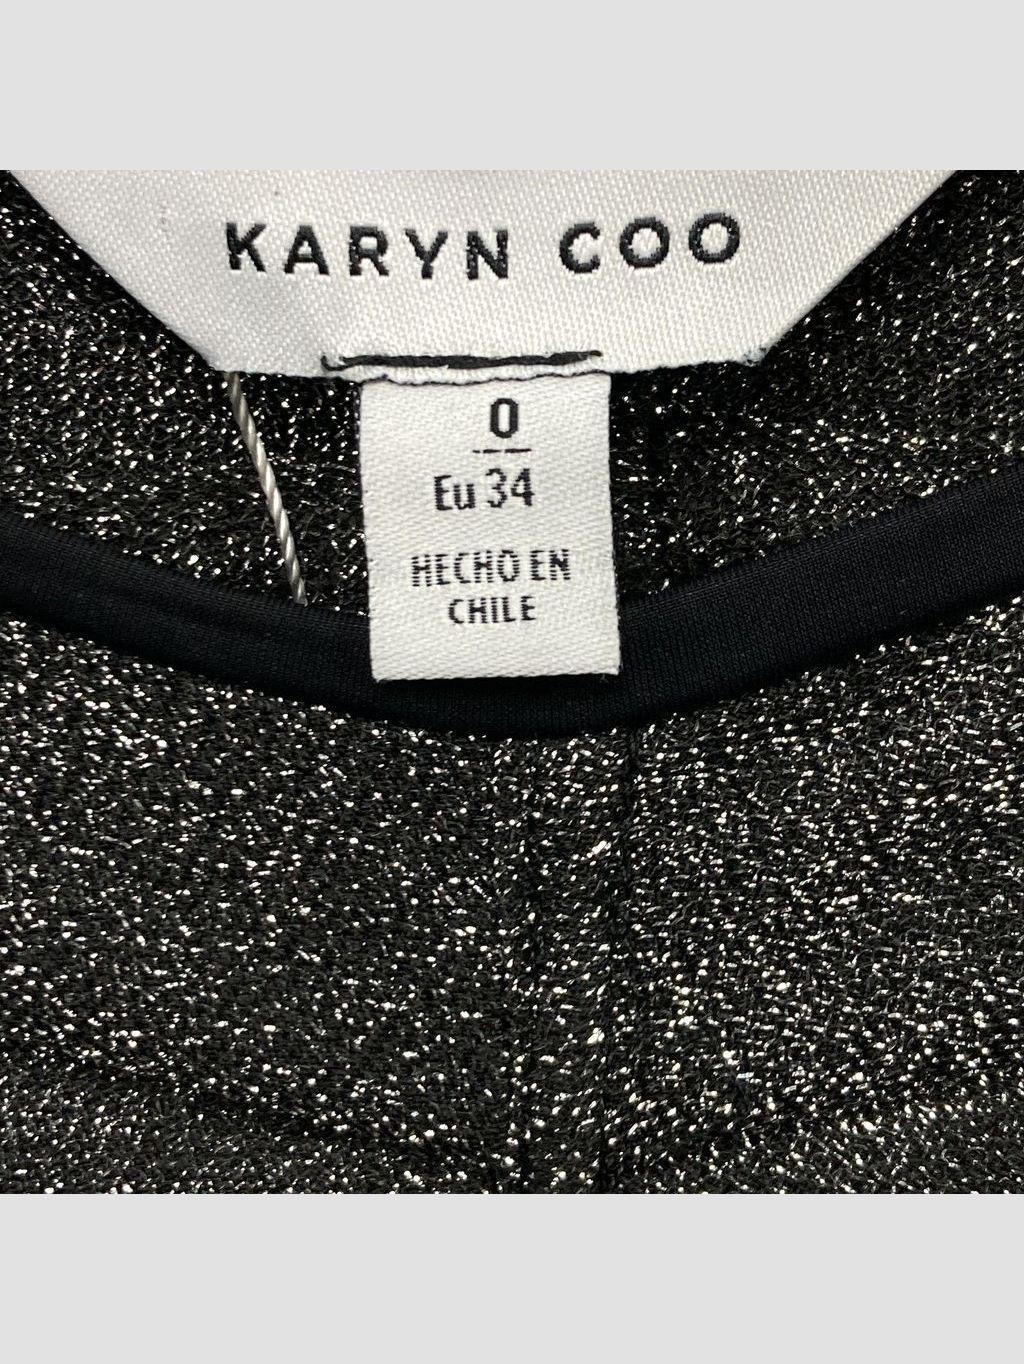 KARYN COO
0
Eu 34
HECHO EN
CHILE